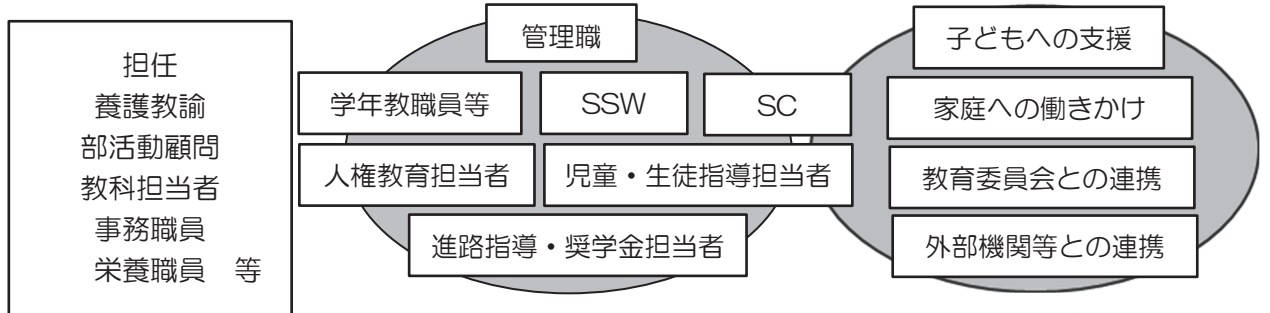 担任
養護教諭
部活動顧問
教科担当者
事務職員
栄養職員　等
管理職
学年教職員等
SSW
SC
人権教育担当者
児童・生徒指導担当者
進路指導・奨学金担当者
子どもへの支援
家庭への働きかけ
教育委員会との連携
外部機関等との連携